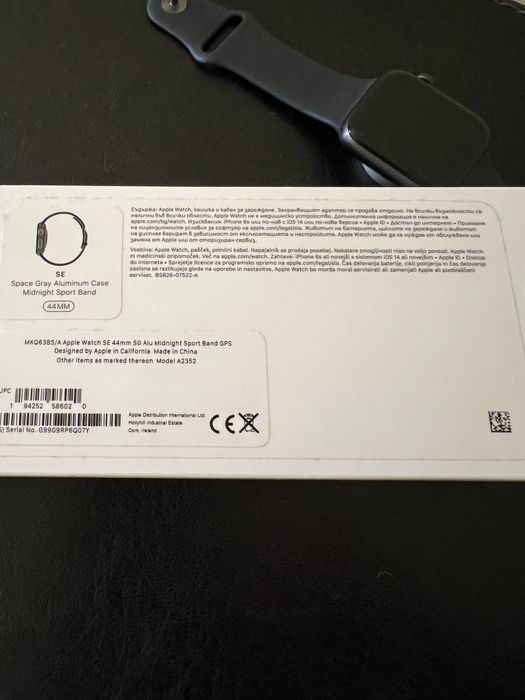 Съдържа: Apple Watch, каишка и кабел за зареждане. Захранващият адаптер се продава отделно. Не всички възможности са
налични във всички области. Apple Watch не е медицинско устройство. Допълнителна информация е налична на
apple.com/bg/watch. Изисквания: iPhone 6s или по-нов с iOS 14 или по-нова версия • Apple ID • Достъп до интернет • Приемане
на лицензионните условия за софтуер на apple.com/legal/sla. Животът на батерията, циклите на зареждане и животът
на дисплея варират в зависимост от експлоатацията и настройките. Apple Watch може да се нуждае от обслужване или
замяна от Apple или от оторизиран сервиз.
Vsebina: Apple Watch, pašček, polnilni kabel. Napajalnik se prodaja posebej. Nekatere zmogljivosti niso na voljo povsod. Apple Watch
ni medicinski pripomoček. Več na apple.com/watch. Zahteve: iPhone 6s ali novejši s sistemom iOS 14 ali novejšim • Apple ID • Dostop
do interneta • Sprejetje licence za programsko opremo na apple.com/legal/sla. Čas delovanja baterije, cikli polnjenja in čas delovanja
zaslona se razlikujejo glede na uporabo in nastavitve. Apple Watch bo morda moral servisirati ali zamenjati Apple ali pooblaščeni
serviser. BS826-07522-A
SE
Space Gray Aluminum Case
Midnight Sport Band
44MM
MKQ63BS/A Apple Watch SE 44mm SG Alu Midnight Sport Band GPS
Designed by Apple in California Made in China
Other items as marked thereon Model A2352
UPC
1 94252 58602 0
S) Serial No. G99G9RP6Q07Y
Apple Distribution International Ltd
Hollyhill Industrial Estate
Cork, Ireland
CE